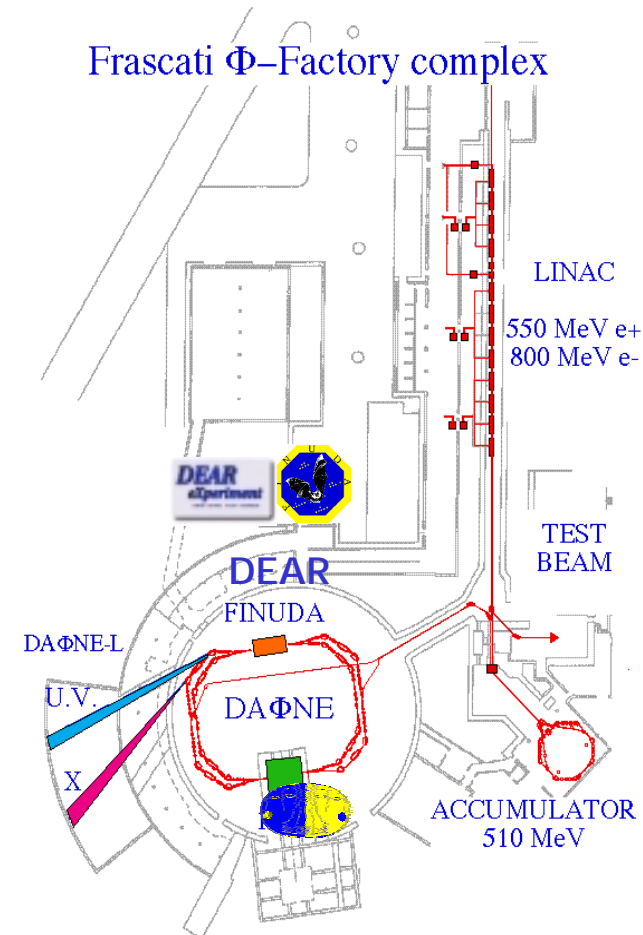 Frascati Φ–Factory complex
LINAC
550 MeV e+
800 MeV e-
DEAR
eXperiment
F I N U D A
TEST
BEAM
DEAR
FINUDA
DAΦNE-L
U.V.
DAΦNE
X
ACCUMULATOR
510 MeV